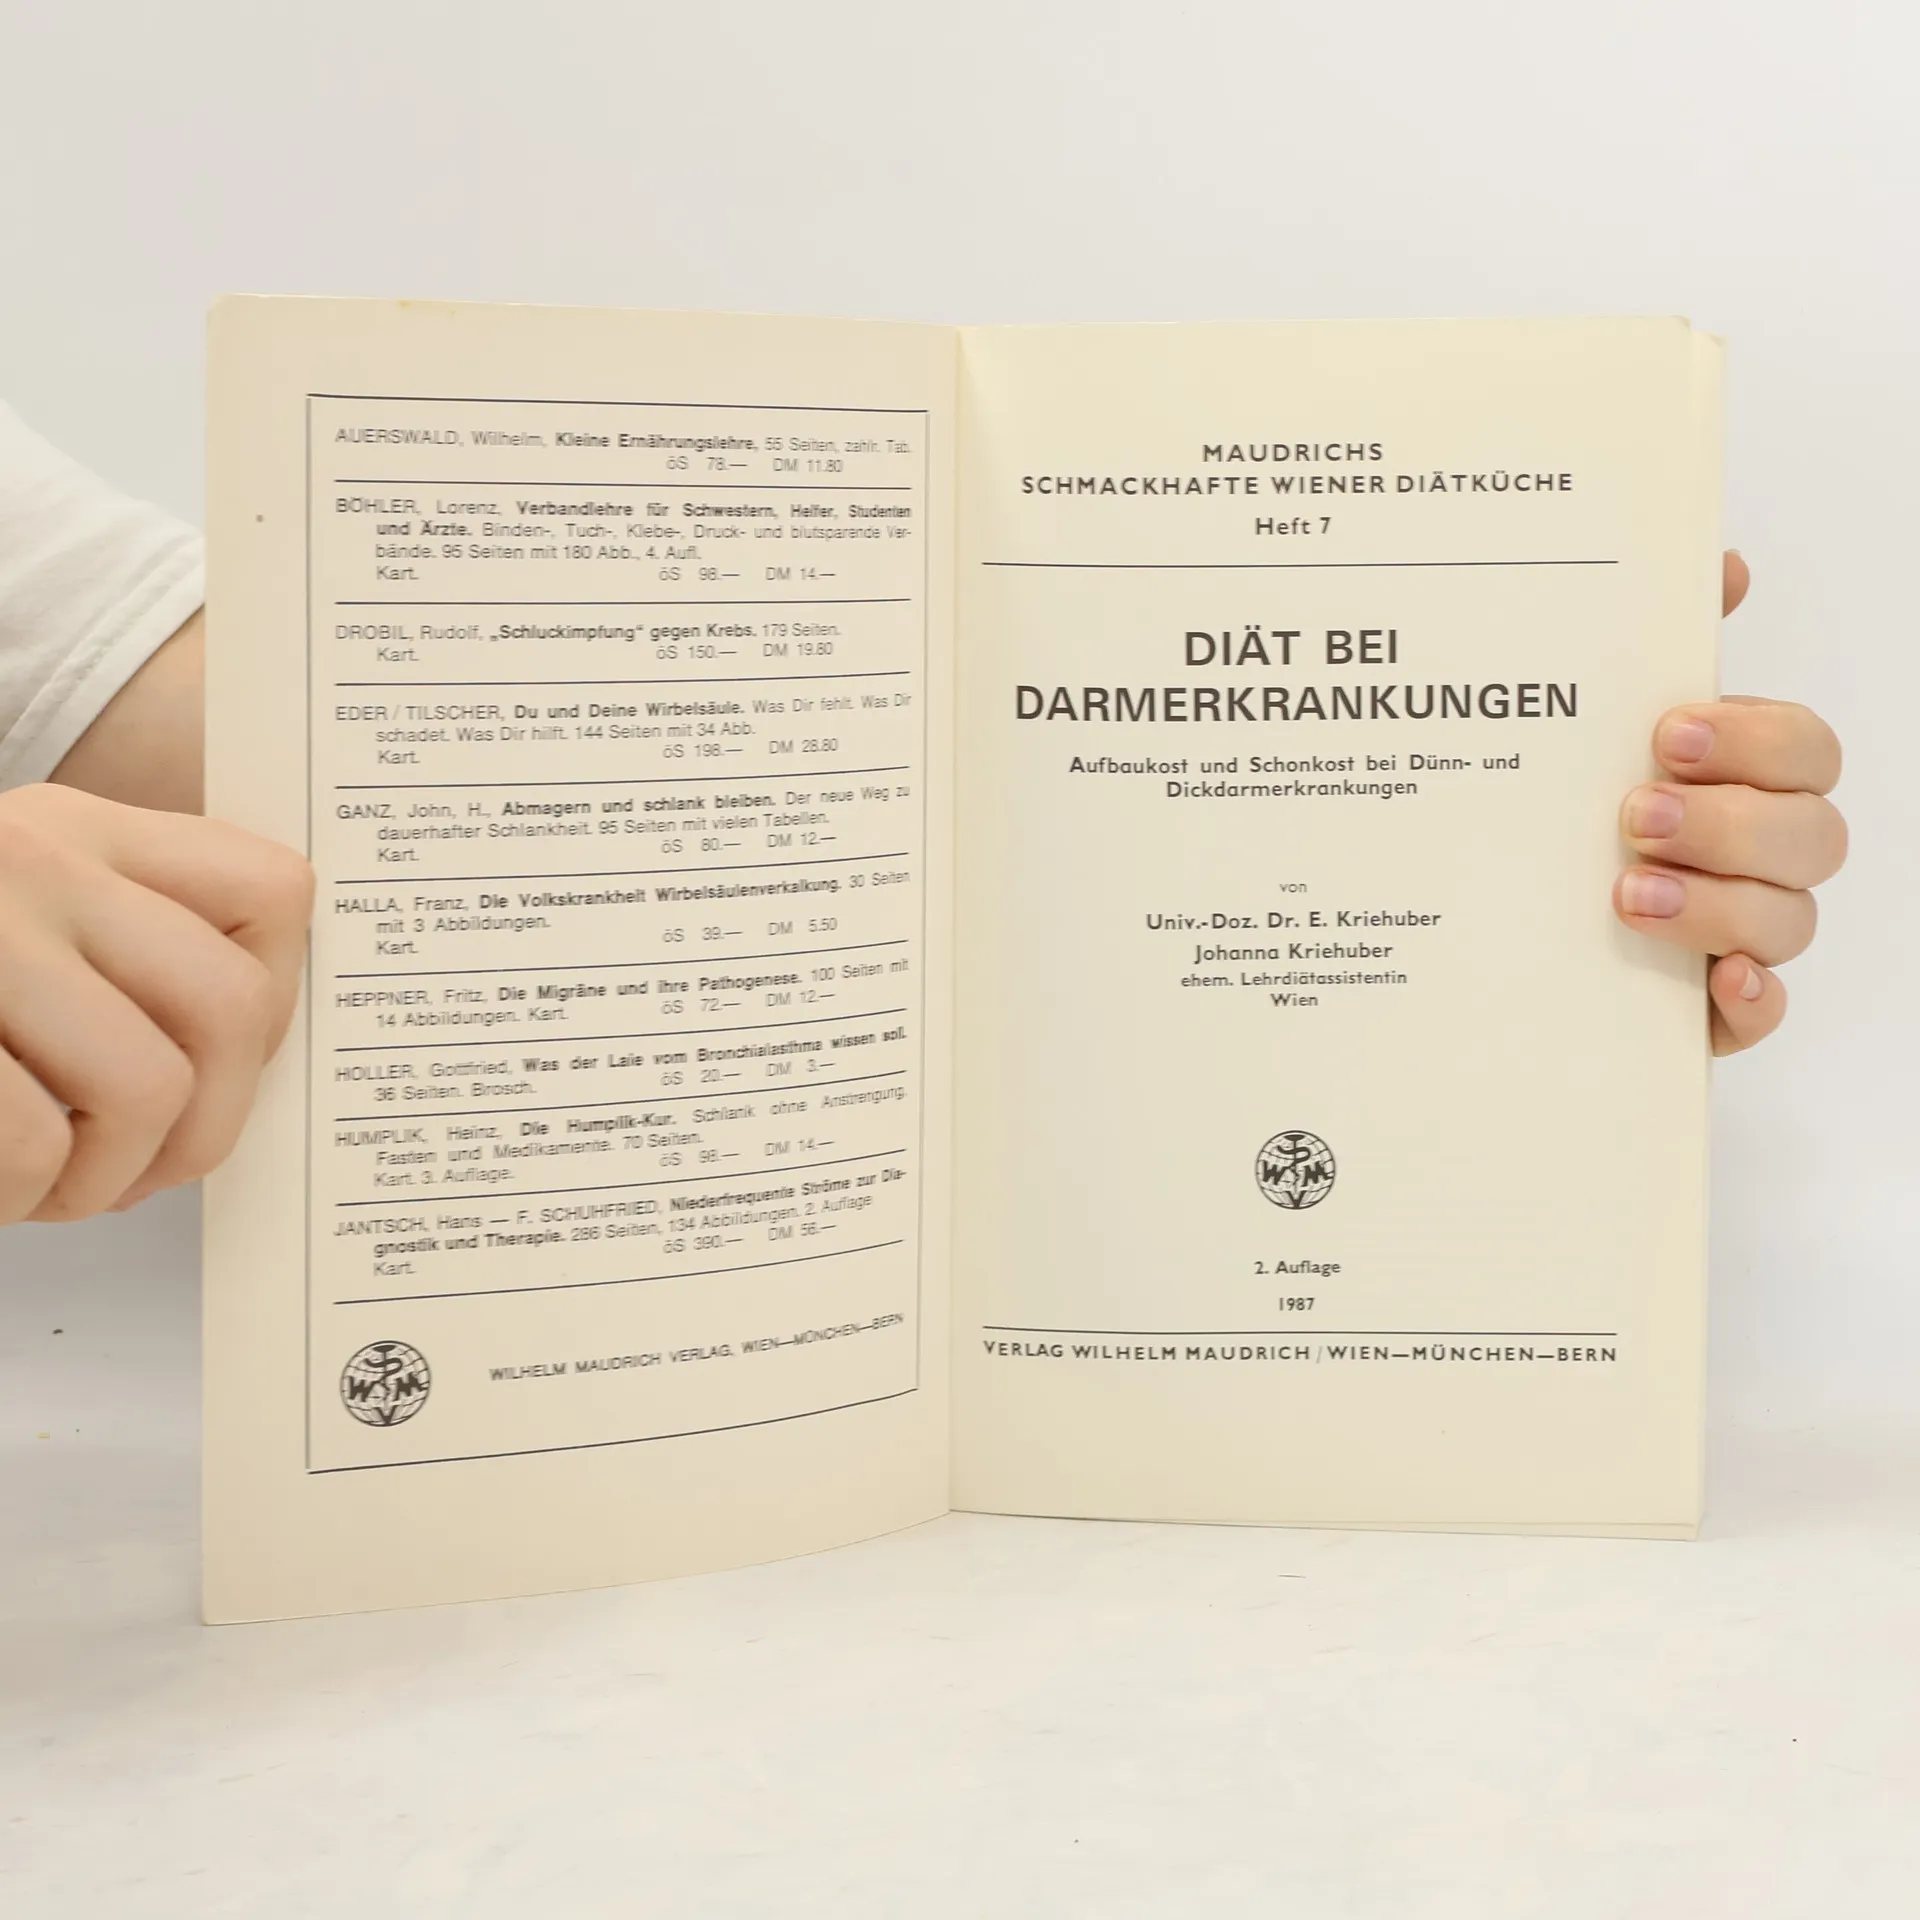 AUERSWALD, Wilhelm, Kleine Ernährungslehre, 55 Seiten, zahlr. Tab.
öS 78.— DM 11.80
BÖHLER, Lorenz, Verbandlehre für Schwestern, Helfer, Studenten
und Ärzte. Binden-, Tuch-, Klebe-, Druck- und blutsparende Ver-
bände. 95 Seiten mit 180 Abb., 4. Aufl.
Kart. öS 98.— DM 14.—
DROBIL, Rudolf, „Schluckimpfung“ gegen Krebs. 179 Seiten.
Kart. öS 150.— DM 19.80
EDER / TILSCHER, Du und Deine Wirbelsäule. Was Dir fehlt. Was Dir
schadet. Was Dir hilft. 144 Seiten mit 34 Abb.
Kart. öS 198.— DM 28.80
GANZ, John, H., Abmagern und schlank bleiben. Der neue Weg zu
dauerhafter Schlankheit. 95 Seiten mit vielen Tabellen.
Kart. öS 80.— DM 12.—
HALLA, Franz, Die Volkskrankheit Wirbelsäulenverkalkung. 30 Seiten
mit 3 Abbildungen.
Kart. öS 39.— DM 5.50
HEPPNER, Fritz, Die Migräne und ihre Pathogenese. 100 Seiten mit
14 Abbildungen. Kart. öS 72.— DM 12.—
HOLLER, Gottfried, Was der Laie vom Bronchialasthma wissen soll.
36 Seiten. Brosch. öS 20.— DM 3.—
HUMPLIK, Heinz, Die Humplik-Kur. Schlank ohne Anstrengung,
Fasten und Medikamente. 70 Seiten.
Kart. 3. Auflage. öS 98.— DM 14.—
JANTSCH, Hans — F. SCHUHFRIED, Niederfrequente Ströme zur Dia-
gnostik und Therapie. 286 Seiten, 134 Abbildungen. 2. Auflage
Kart. öS 390.— DM 56.—
WMV
WILHELM MAUDRICH VERLAG, WIEN—MÜNCHEN—BERN
MAUDRICHS
SCHMACKHAFTE WIENER DIÄTKÜCHE
Heft 7
DIÄT BEI
DARMERKRANKUNGEN
Aufbaukost und Schonkost bei Dünn- und
Dickdarmerkrankungen
von
Univ.-Doz. Dr. E. Kriehuber
Johanna Kriehuber
ehem. Lehrdiätassistentin
Wien
WMV
2. Auflage
1987
VERLAG WILHELM MAUDRICH / WIEN—MÜNCHEN—BERN